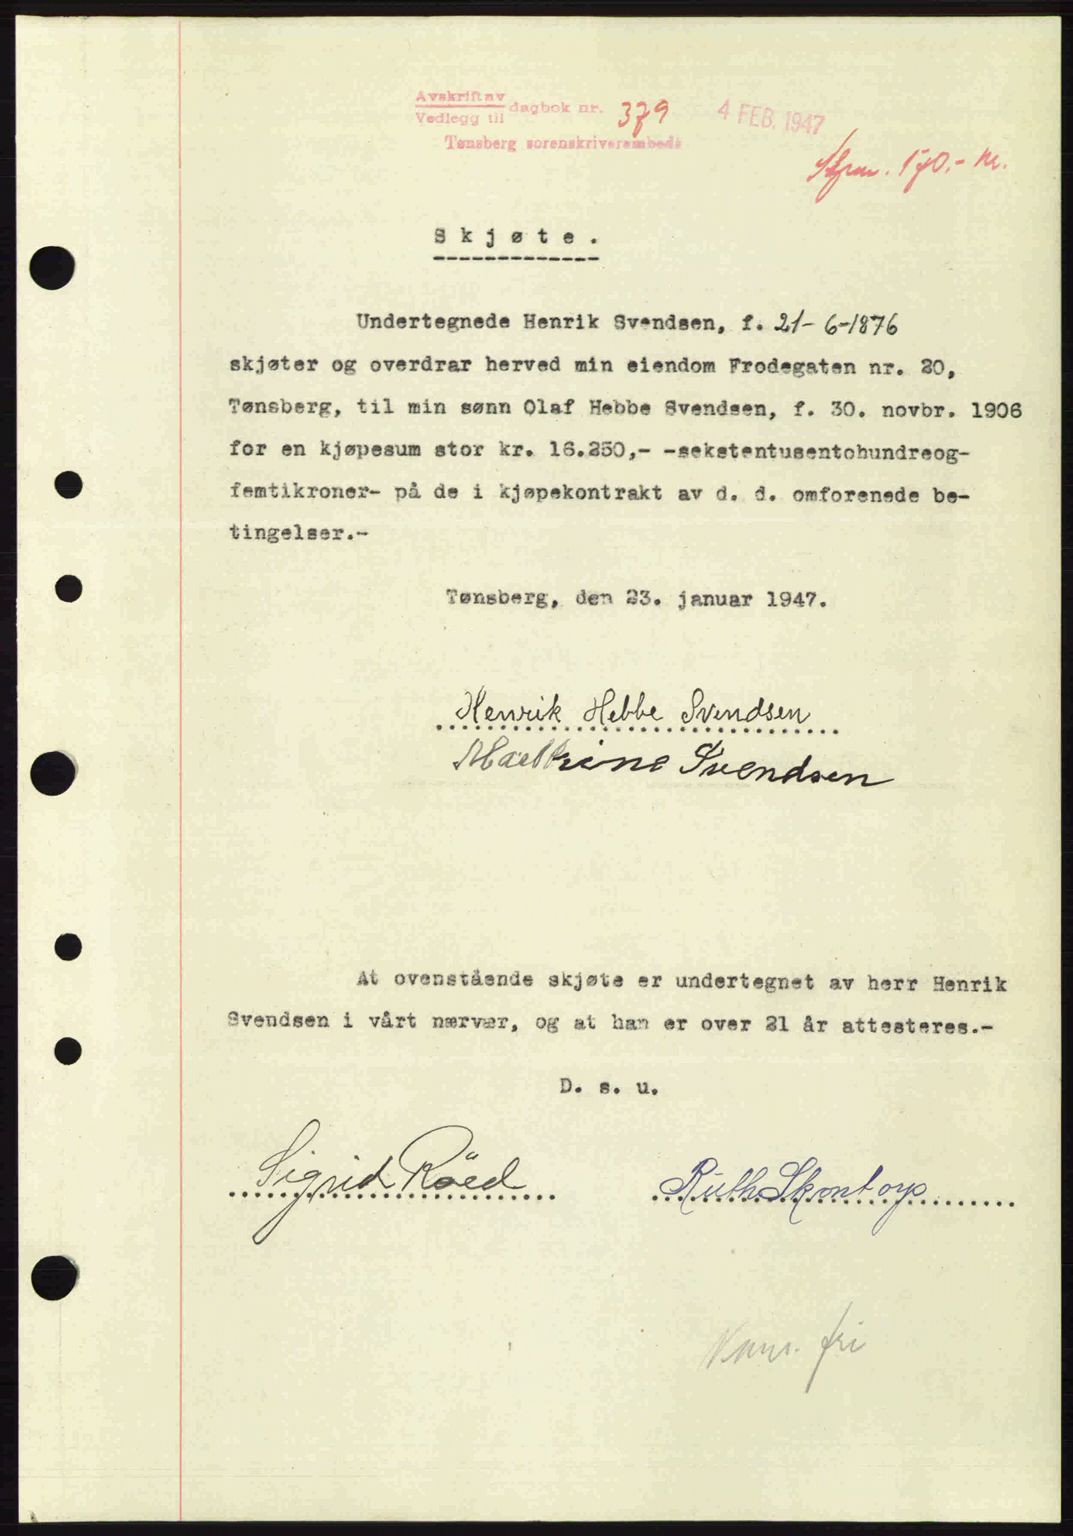 Avskrift av
Vedlegg til dagbok nr. 379 4 FEB. 1947
Tønsberg sorenskriverembede
170.-
Skjøte.
Undertegnede Henrik Svendsen, f. 21-6-1876
skjøter og overdrar herved min eiendom Frodegaten nr. 20,
Tønsberg, til min sønn Olaf Hebbe Svendsen, f. 30. novbr. 1906
for en kjøpesum stor kr. 16.250,- -sekstentusentohundreog-
femtikroner- på de i kjøpekontrakt av d. d. omforenede be-
tingelser.-
Tønsberg, den 23. januar 1947.
Henrik Hebbe Svendsen
Svendsen
At ovenstående skjøte er undertegnet av herr Henrik
Svendsen i vårt nærvær, og at han er over 21 år attesteres.-
D. s. u.
Sigrid Röed Ruth
fri